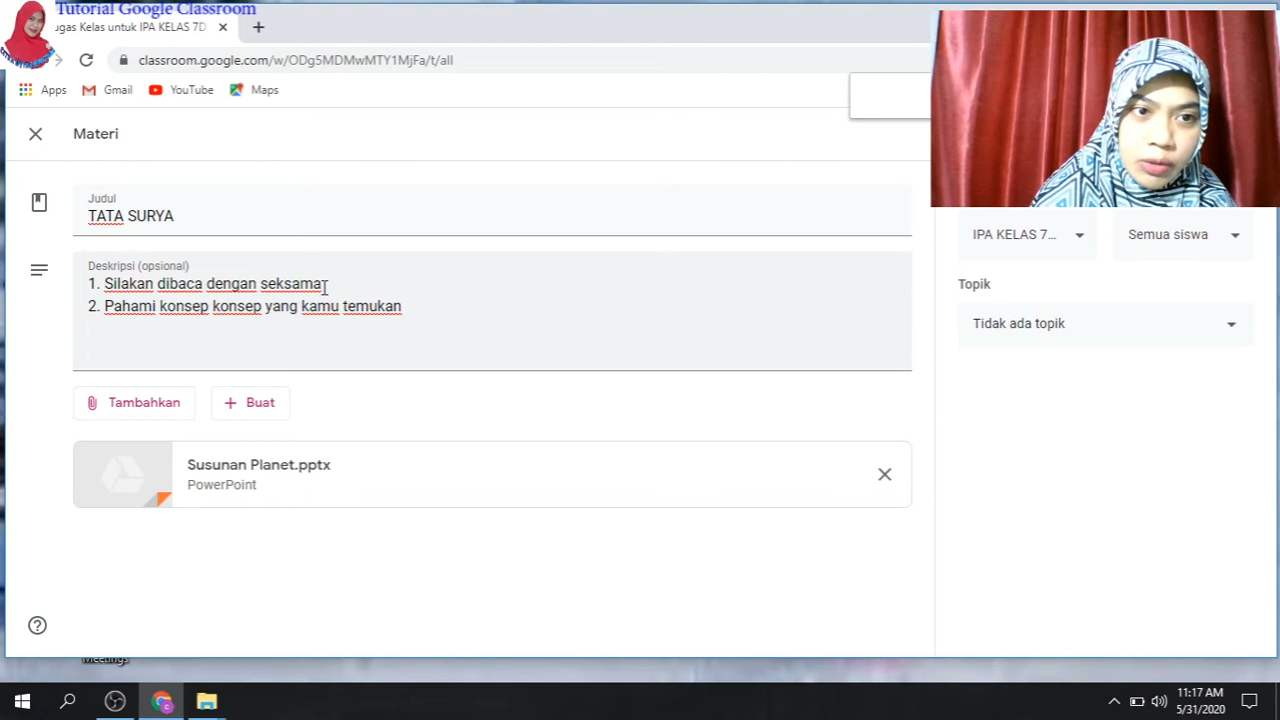 Tutorial Google Classroom
ugas Kelas untuk IPA KELAS 7D
classroom.google.com/w/ODg5MDMwMTY1MjFa/t/all
Apps
Gmail
YouTube
Maps
Materi
Judul
TATA SURYA
Deskripsi (opsional)
1. Silakan dibaca dengan seksama
2. Pahami konsep konsep yang kamu temukan
IPA KELAS 7...
Semua siswa
Topik
Tidak ada topik
Tambahkan
Buat
Susunan Planet.pptx
PowerPoint
Meetings
11:17 AM
5/31/2020